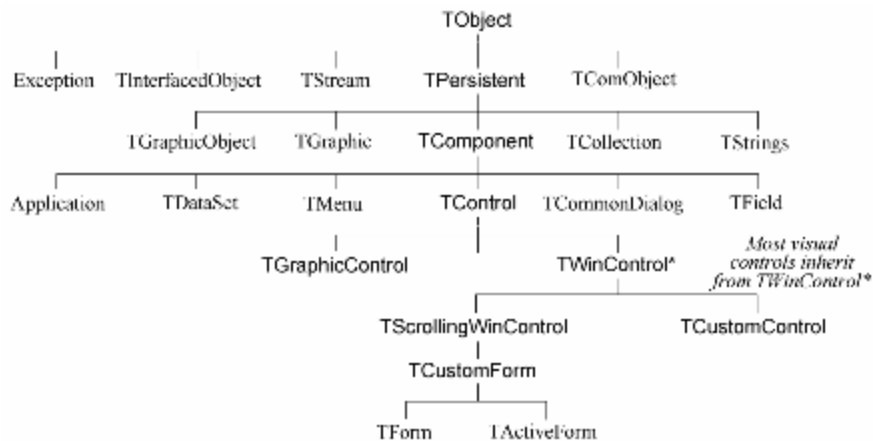 TObject
Exception TInterfacedObject TStream TPersistent TComObject
TGraphicObject TGraphic TComponent TCollection TStrings
Application TDataSet TMenu TControl TCommonDialog TField
TGraphicControl TWinControl* Most visual
controls inherit
from TWinControl*
TScrollingWinControl TCustomControl
TCustomForm
TForm TActiveForm